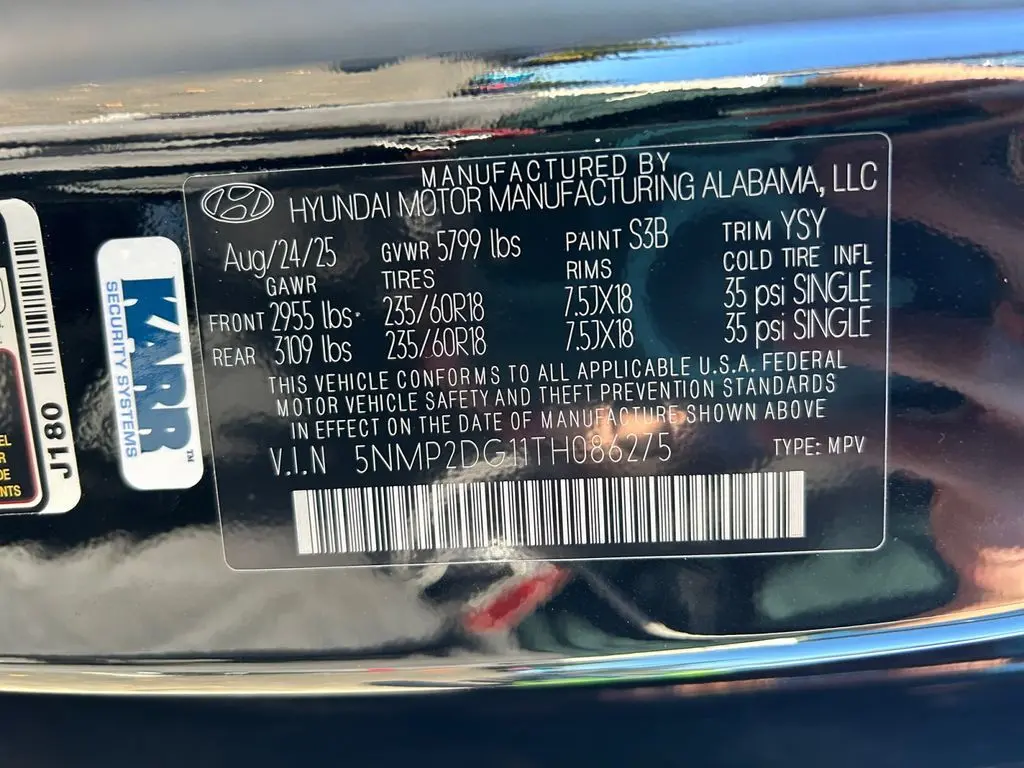 MANUFACTURED BY
HYUNDAI MOTOR MANUFACTURING ALABAMA, LLC
Aug/24/25 GVWR 5799 lbs PAINT S3B TRIM YSY
GAWR TIRES RIMS COLD TIRE INFL
FRONT 2955 lbs 235/60R18 7.5JX18 35 psi SINGLE
REAR 3109 lbs 235/60R18 7.5JX18 35 psi SINGLE
THIS VEHICLE CONFORMS TO ALL APPLICABLE U.S.A. FEDERAL
MOTOR VEHICLE SAFETY AND THEFT PREVENTION STANDARDS
IN EFFECT ON THE DATE OF MANUFACTURE SHOWN ABOVE
V.I.N 5NMP2DG11TH086275 TYPE: MPV
KARR™
SECURITY SYSTEMS
J180